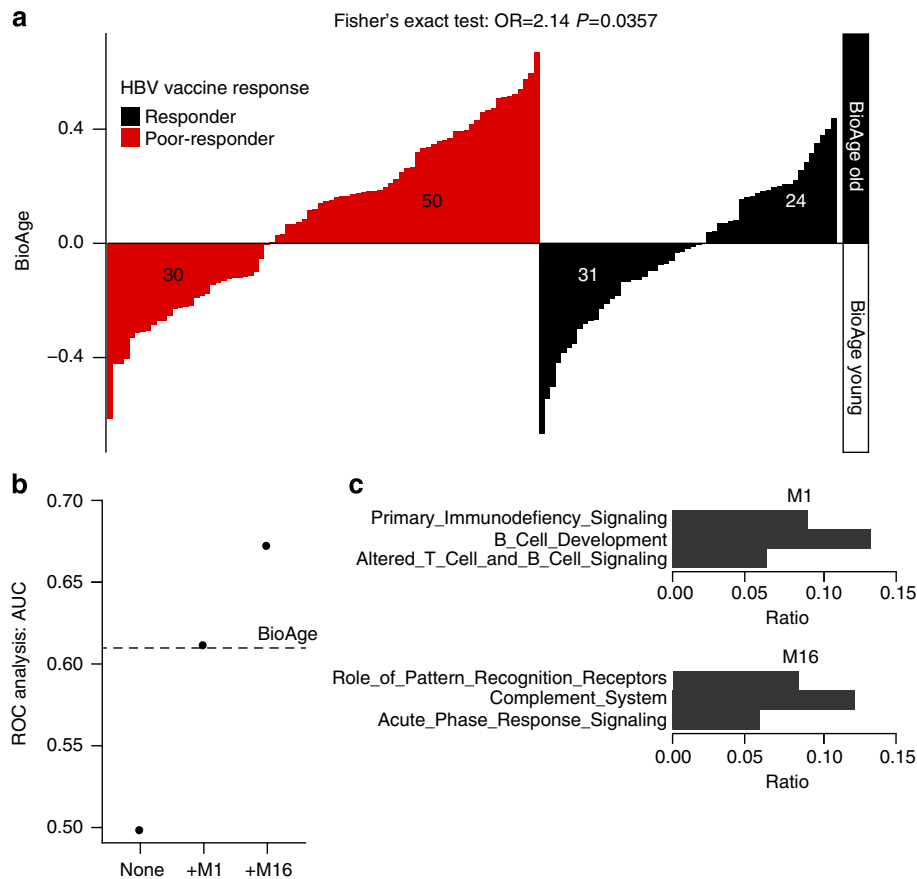 a
Fisher's exact test: OR=2.14 P=0.0357
HBV vaccine response
Responder
Poor-responder
0.4
0.0
−0.4
BioAge
30
50
31
24
BioAge old
BioAge young
b
0.70
0.65
0.60
0.55
0.50
ROC analysis: AUC
BioAge
None +M1 +M16
c
M1
Primary_Immunodefiency_Signaling
B_Cell_Development
Altered_T_Cell_and_B_Cell_Signaling
0.00 0.05 0.10 0.15
Ratio
M16
Role_of_Pattern_Recognition_Receptors
Complement_System
Acute_Phase_Response_Signaling
0.00 0.05 0.10 0.15
Ratio